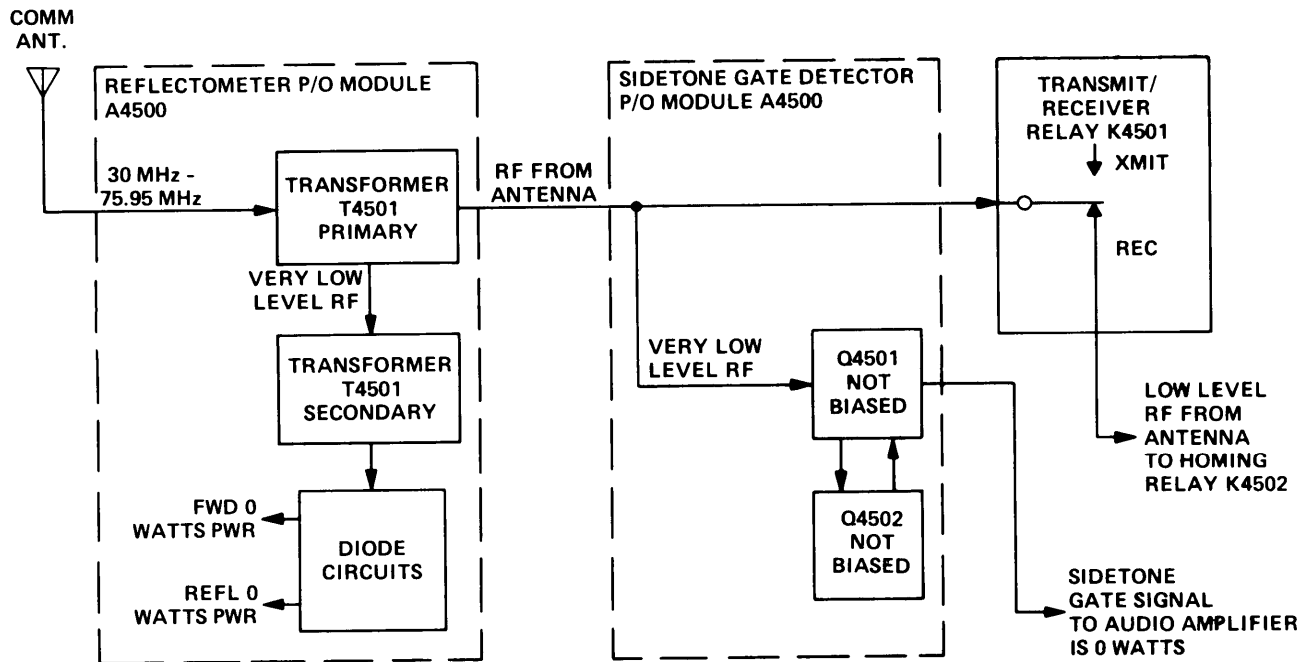 COMM
ANT.
REFLECTOMETER P/O MODULE
A4500
30 MHz -
75.95 MHz
TRANSFORMER
T4501
PRIMARY
VERY LOW
LEVEL RF
TRANSFORMER
T4501
SECONDARY
DIODE
CIRCUITS
FWD 0
WATTS PWR
REFL 0
WATTS PWR
RF FROM
ANTENNA
SIDETONE GATE DETECTOR
P/O MODULE A4500
VERY LOW
LEVEL RF
Q4501
NOT
BIASED
Q4502
NOT
BIASED
TRANSMIT/
RECEIVER
RELAY K4501
XMIT
REC
LOW LEVEL
RF FROM
ANTENNA
TO HOMING
RELAY K4502
SIDETONE
GATE SIGNAL
TO AUDIO AMPLIFIER
IS 0 WATTS